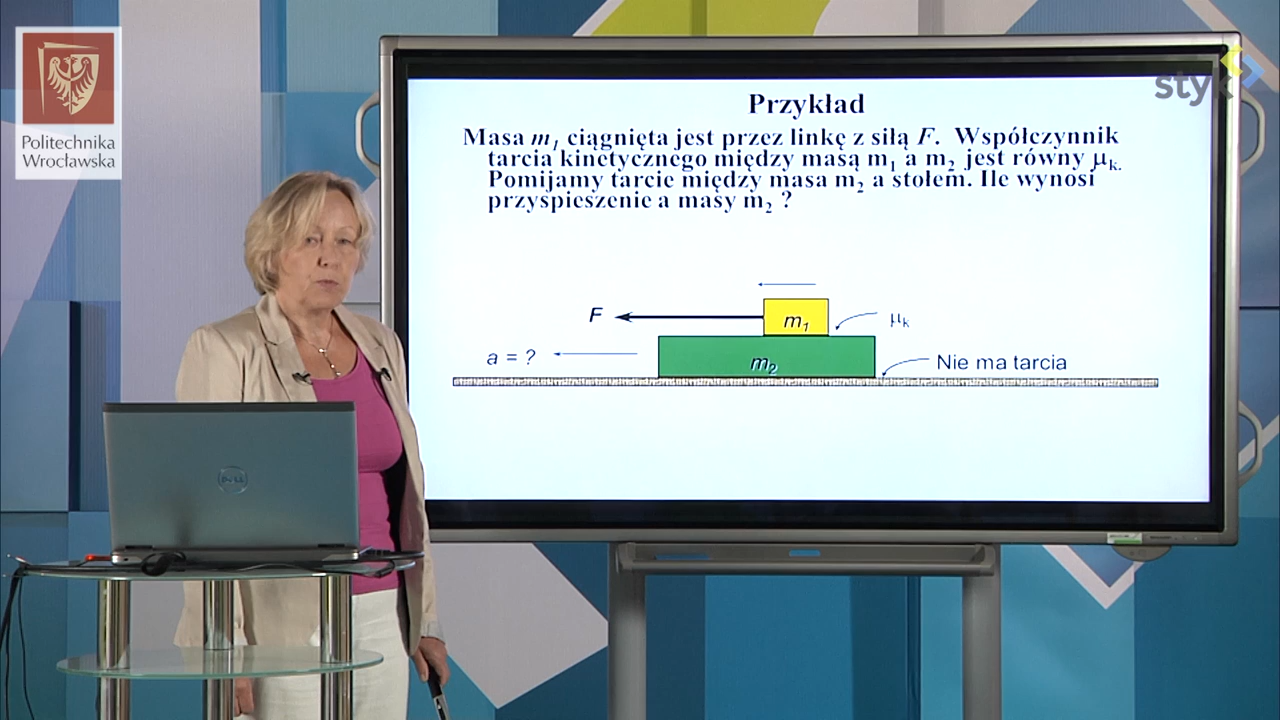 Politechnika
Wrocławska
styk
Przykład
Masa m1 ciągnięta jest przez linkę z siłą F. Współczynnik
tarcia kinetycznego między masą m1 a m2 jest równy μk.
Pomijamy tarcie między masa m2 a stołem. Ile wynosi
przyspieszenie a masy m2 ?
F
m1
μk
a = ?
m2
Nie ma tarcia
DELL